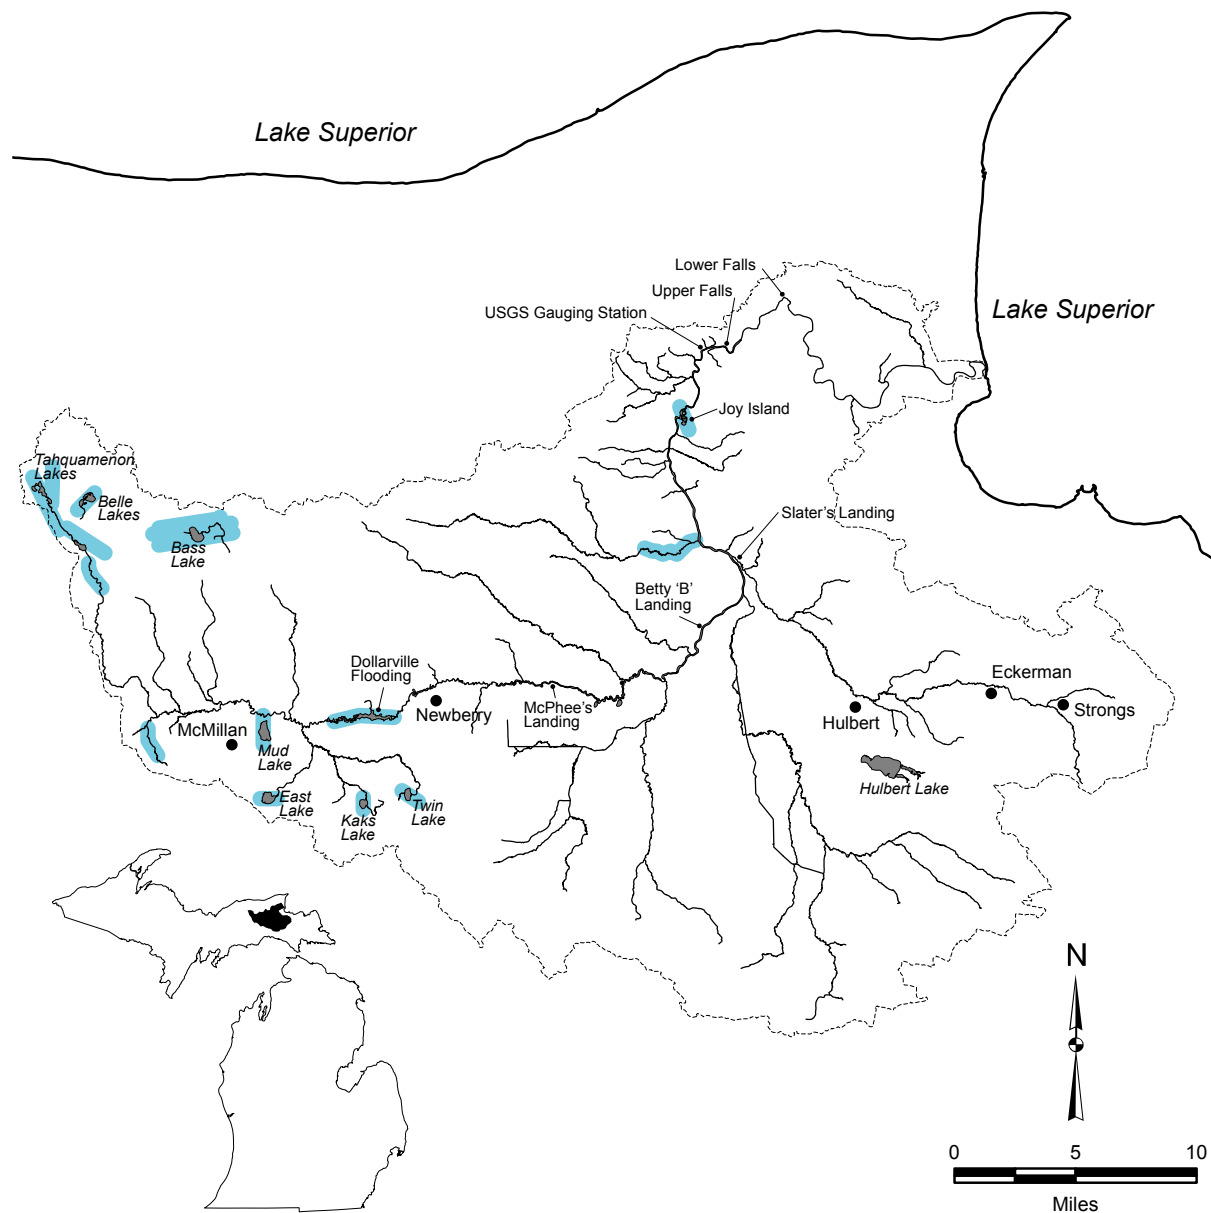 Lake Superior
Lower Falls
Upper Falls
USGS Gauging Station
Lake Superior
Joy Island
Tahquamenon
Lakes
Belle
Lakes
Bass
Lake
Slater's Landing
Betty 'B'
Landing
Dollarville
Flooding
Eckerman
Newberry
McPhee's
Landing
Hulbert
Strongs
McMillan
Mud
Lake
Hulbert Lake
East
Lake
Kaks
Lake
Twin
Lake
N
0 5 10
Miles